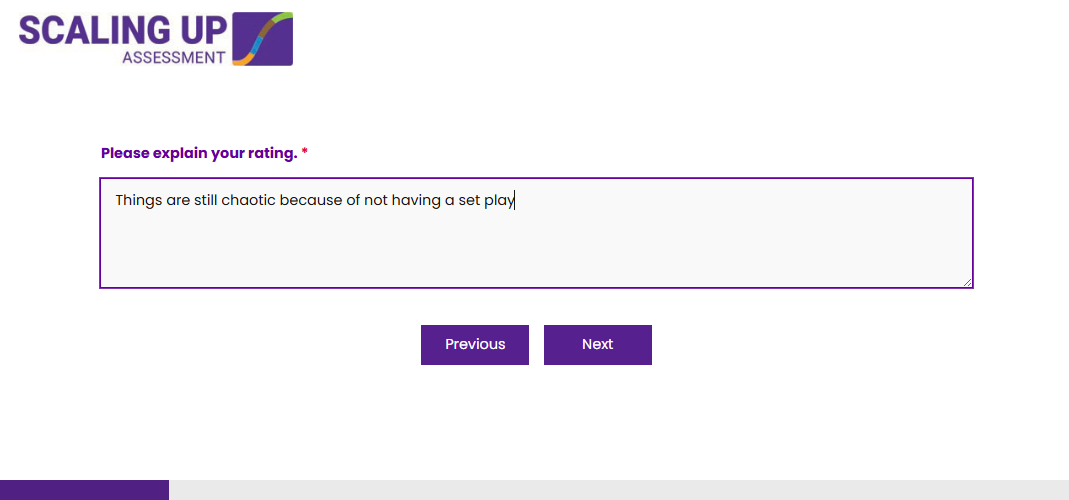 SCALING UP
ASSESSMENT
Please explain your rating. *
Things are still chaotic because of not having a set play
Previous
Next